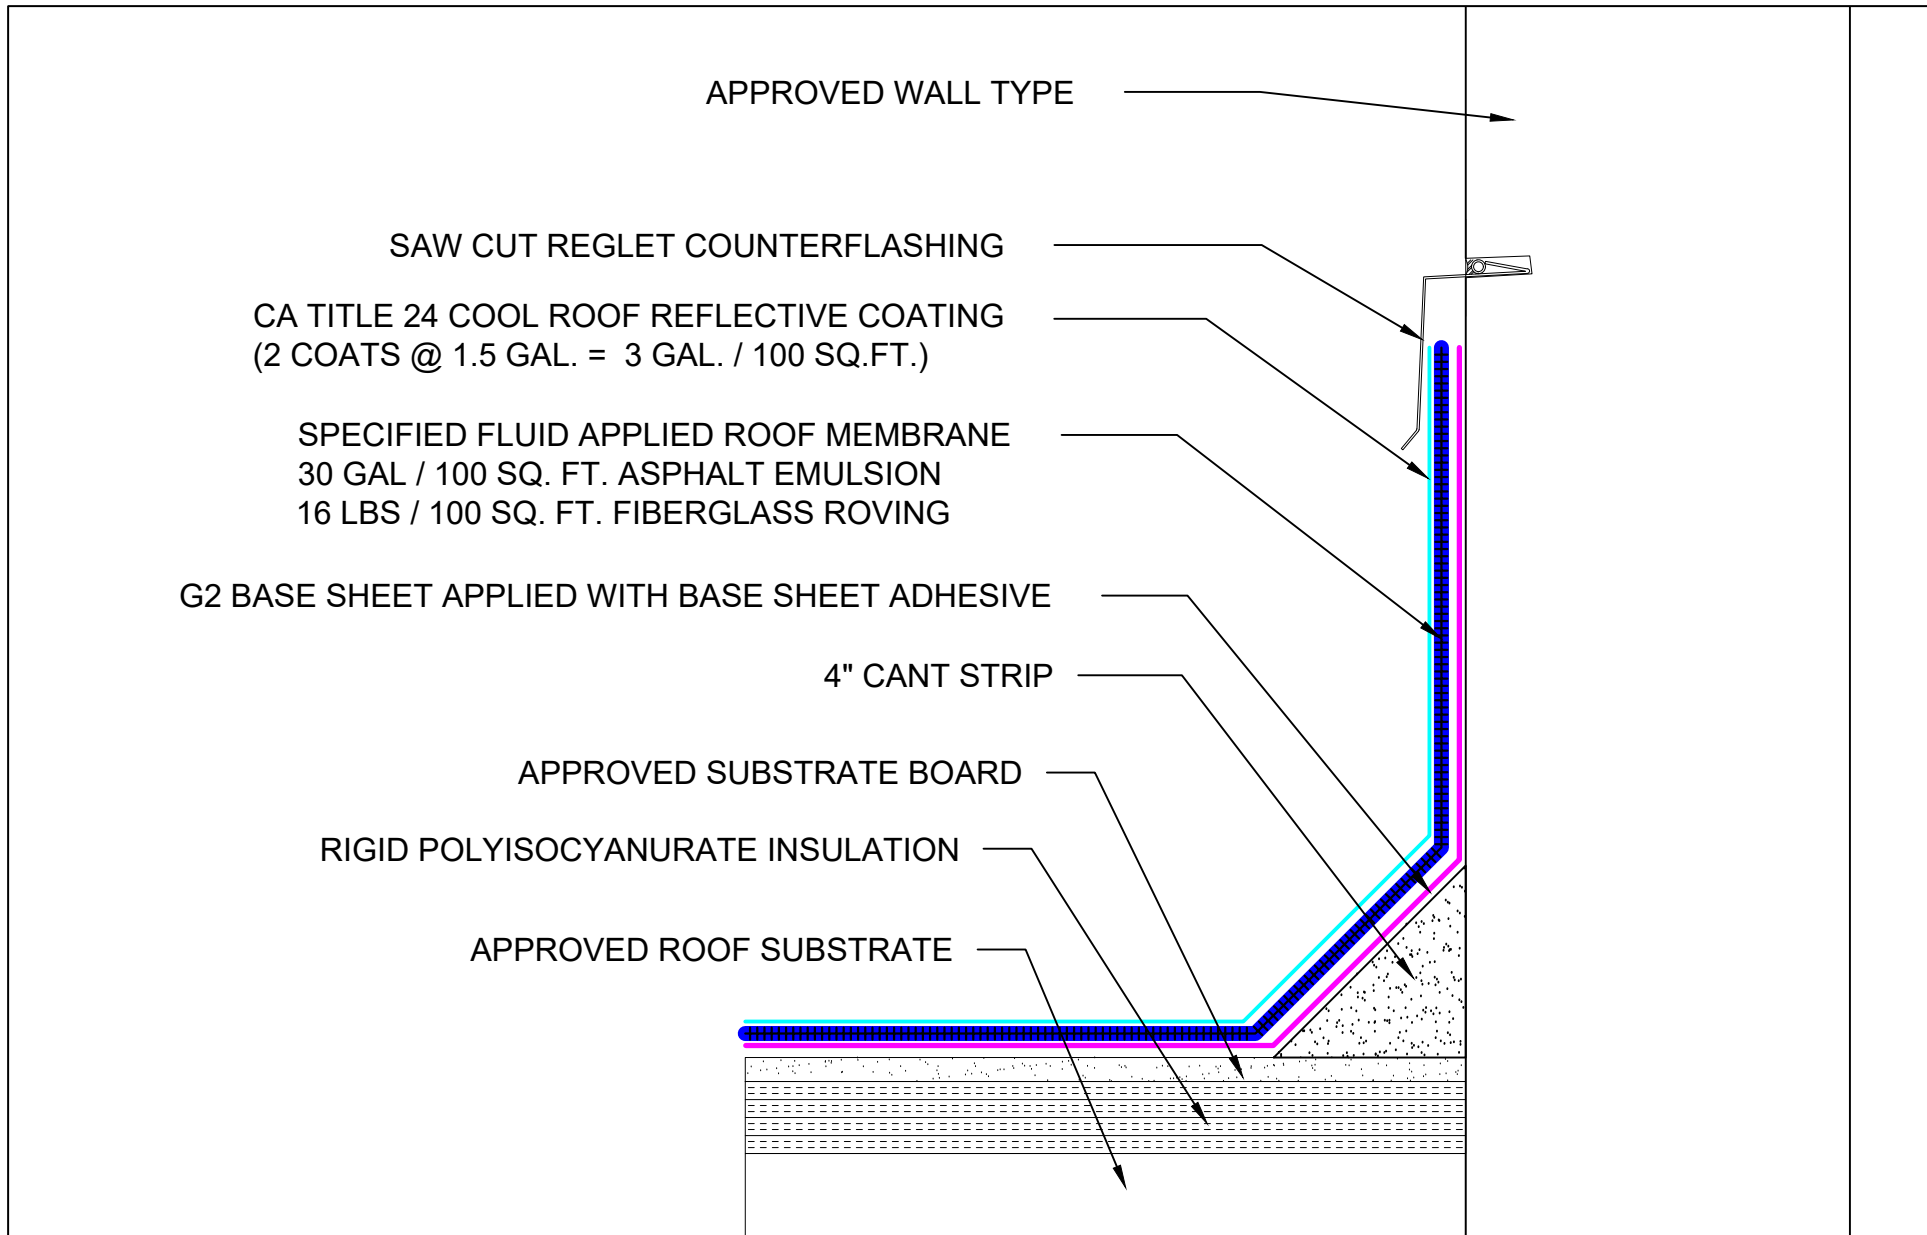 APPROVED WALL TYPE
SAW CUT REGLET COUNTERFLASHING
CA TITLE 24 COOL ROOF REFLECTIVE COATING
(2 COATS @ 1.5 GAL. = 3 GAL. / 100 SQ.FT.)
SPECIFIED FLUID APPLIED ROOF MEMBRANE
30 GAL / 100 SQ. FT. ASPHALT EMULSION
16 LBS / 100 SQ. FT. FIBERGLASS ROVING
G2 BASE SHEET APPLIED WITH BASE SHEET ADHESIVE
4" CANT STRIP
APPROVED SUBSTRATE BOARD
RIGID POLYISOCYANURATE INSULATION
APPROVED ROOF SUBSTRATE